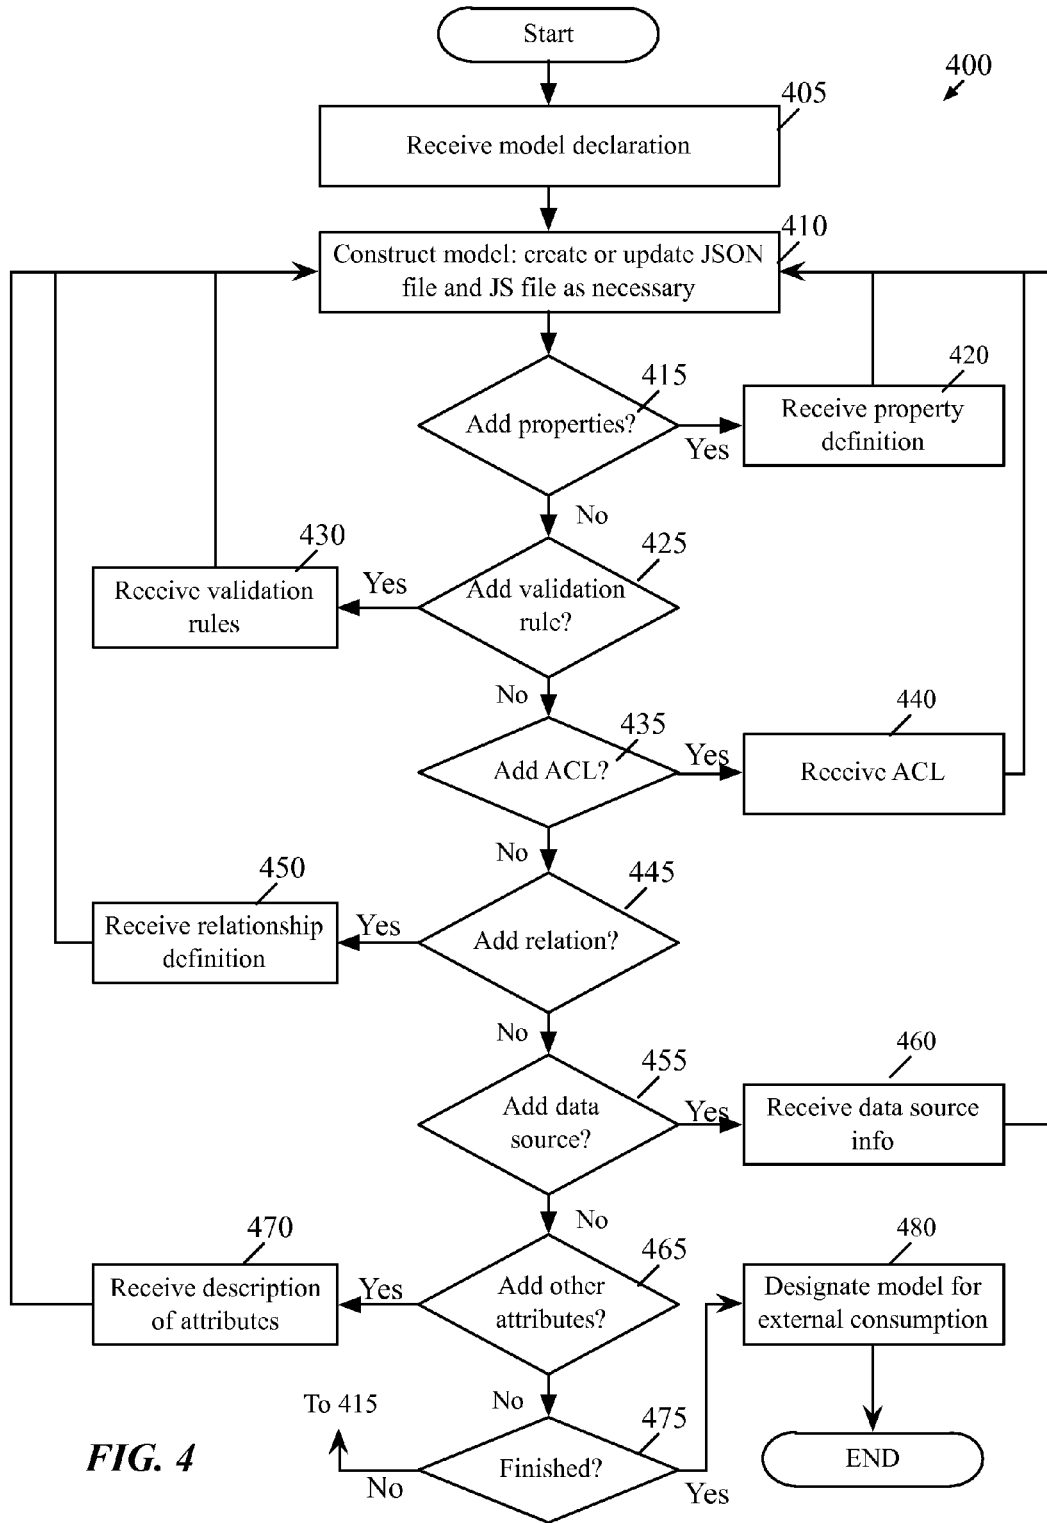 Start
400
405
Receive model declaration
410
Construct model: create or update JSON
file and JS file as necessary
415
Add properties?
Yes
420
Receive property
definition
No
430
Receive validation
rules
Yes
425
Add validation
rule?
No
435
Add ACL?
Yes
440
Receive ACL
No
450
Receive relationship
definition
Yes
445
Add relation?
No
455
Add data
source?
Yes
460
Receive data source
info
No
470
Receive description
of attributes
Yes
465
Add other
attributes?
480
Designate model for
external consumption
No
To 415
475
Finished?
No
Yes
END
FIG. 4